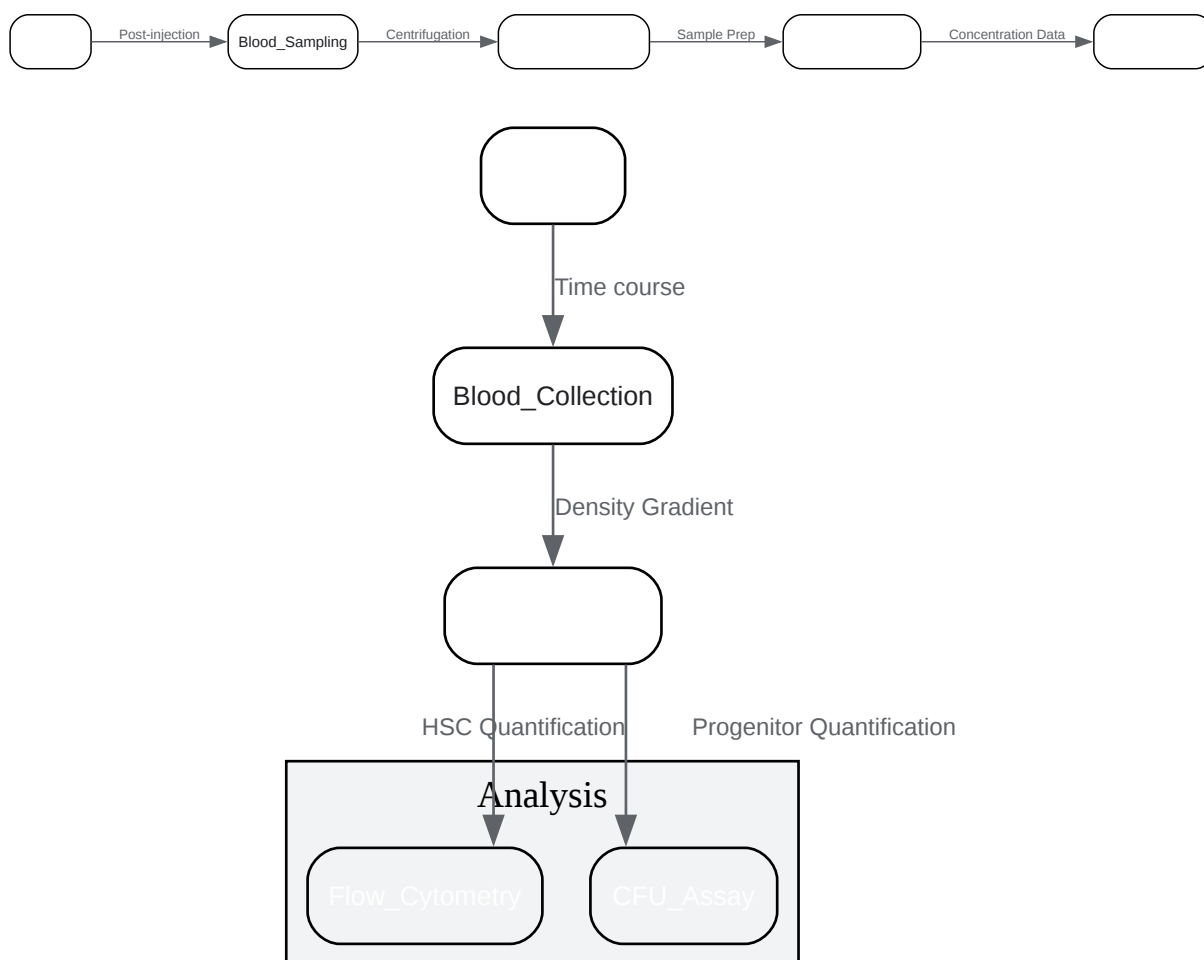 Post-injection
Blood_Sampling
Centrifugation
Sample Prep
Concentration Data
Time course
Blood_Collection
Density Gradient
HSC Quantification
Progenitor Quantification
Analysis
Flow_Cytometry
CFU_Assay